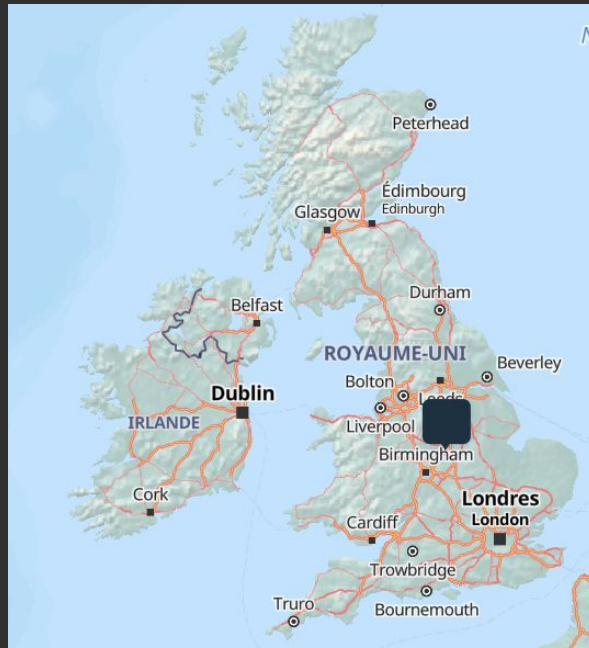 Peterhead
Édimbourg
Glasgow
Edinburgh
Durham
Belfast
ROYAUME-UNI
Beverley
Bolton
Leeds
Dublin
IRLANDE
Liverpool
Birmingham
Londres
Cork
London
Cardiff
Trowbridge
Truro
Bournemouth